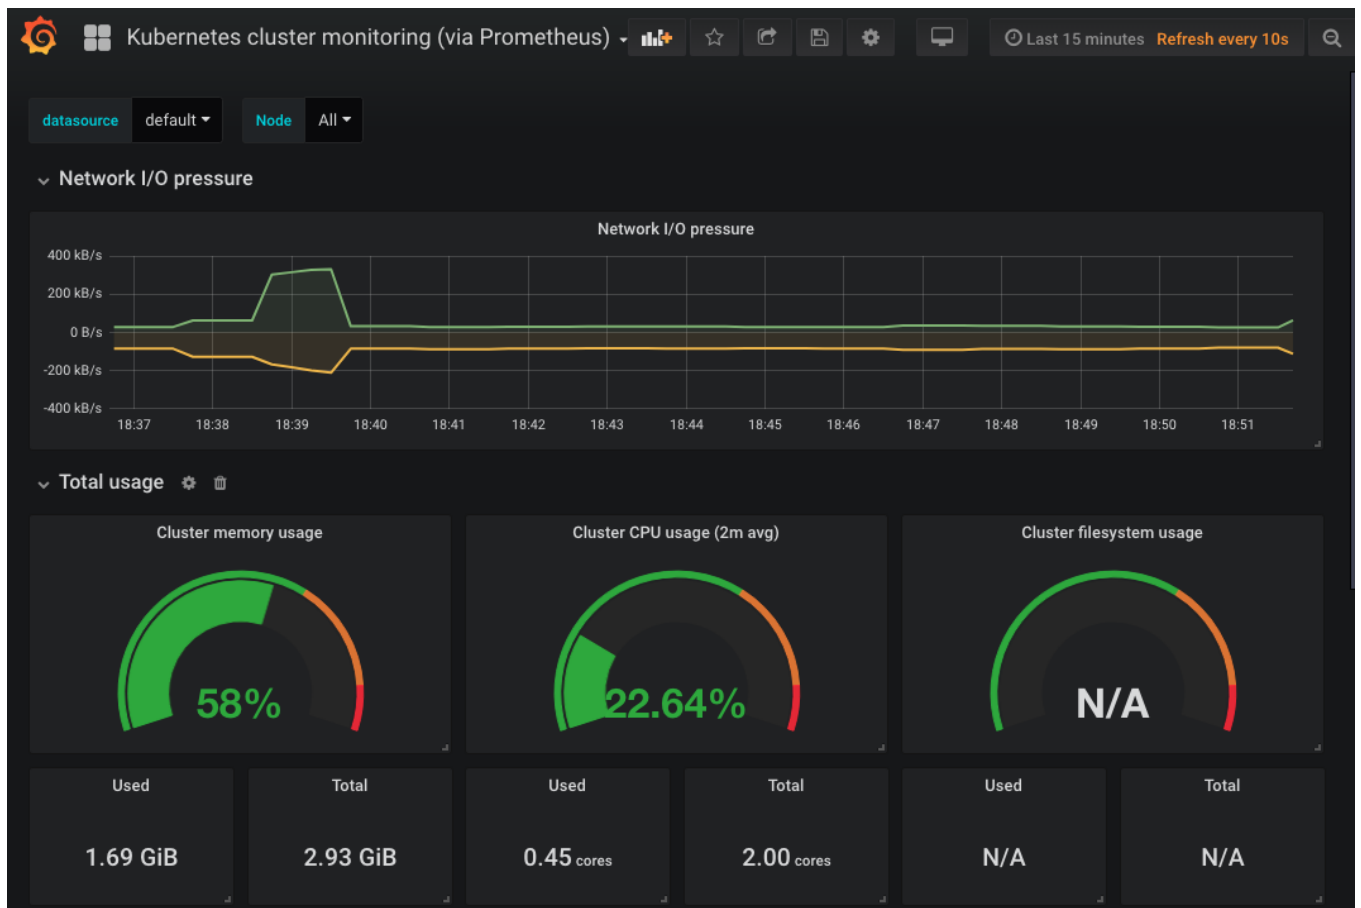 Kubernetes cluster monitoring (via Prometheus)
Last 15 minutes Refresh every 10s
datasource default Node All
Network I/O pressure
Network I/O pressure
400 kB/s
200 kB/s
0 B/s
-200 kB/s
-400 kB/s
18:37 18:38 18:39 18:40 18:41 18:42 18:43 18:44 18:45 18:46 18:47 18:48 18:49 18:50 18:51
Total usage
Cluster memory usage Cluster CPU usage (2m avg) Cluster filesystem usage
58% 22.64% N/A
Used Total Used Total Used Total
1.69 GiB 2.93 GiB 0.45 cores 2.00 cores N/A N/A